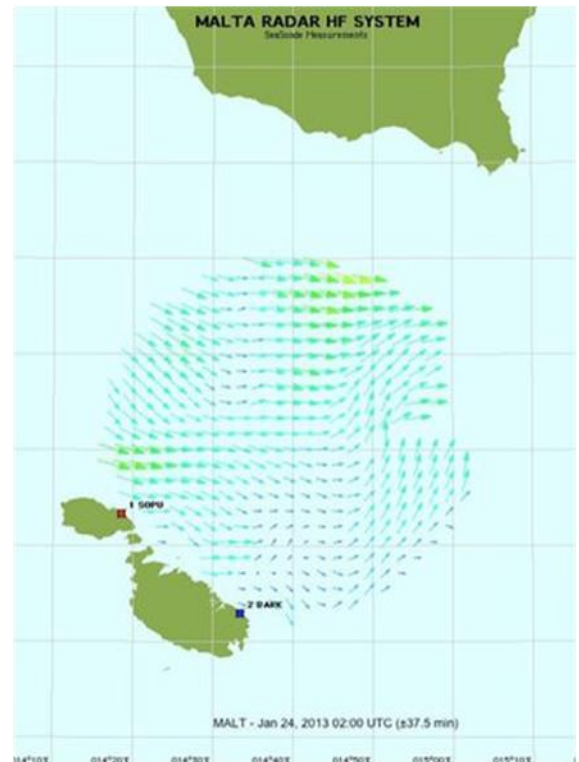 MALTA RADAR HF SYSTEM
SeaSonde Measurements
1 SOPU
2 BARK
MALT - Jan 24, 2013 02:00 UTC (±37.5 min)